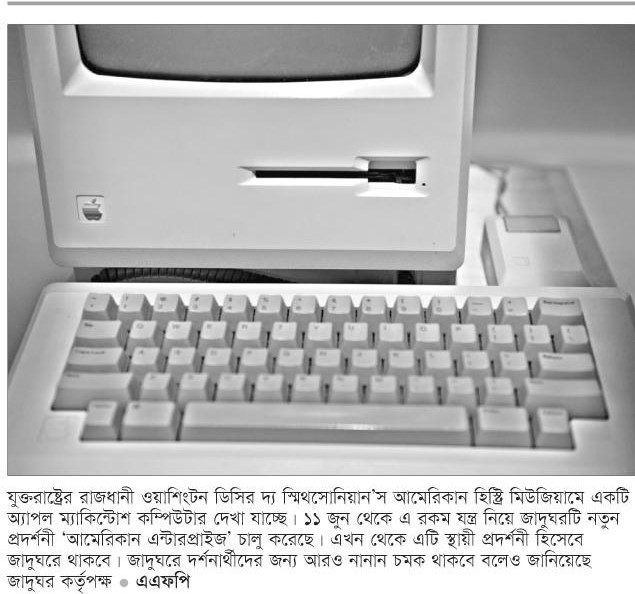 যুক্তরাষ্ট্রের রাজধানী ওয়াশিংটন ডিসির দ্য স্মিথসোনিয়ান’স আমেরিকান হিস্ট্রি মিউজিয়ামে একটি
অ্যাপল ম্যাকিন্টোশ কম্পিউটার দেখা যাচ্ছে। ১১ জুন থেকে এ রকম যন্ত্র নিয়ে জাদুঘরটি নতুন
প্রদর্শনী ‘আমেরিকান এন্টারপ্রাইজ’ চালু করেছে। এখন থেকে এটি স্থায়ী প্রদর্শনী হিসেবে
জাদুঘরে থাকবে। জাদুঘরে দর্শনার্থীদের জন্য আরও নানান চমক থাকবে বলেও জানিয়েছে
জাদুঘর কর্তৃপক্ষ ● এএফপি